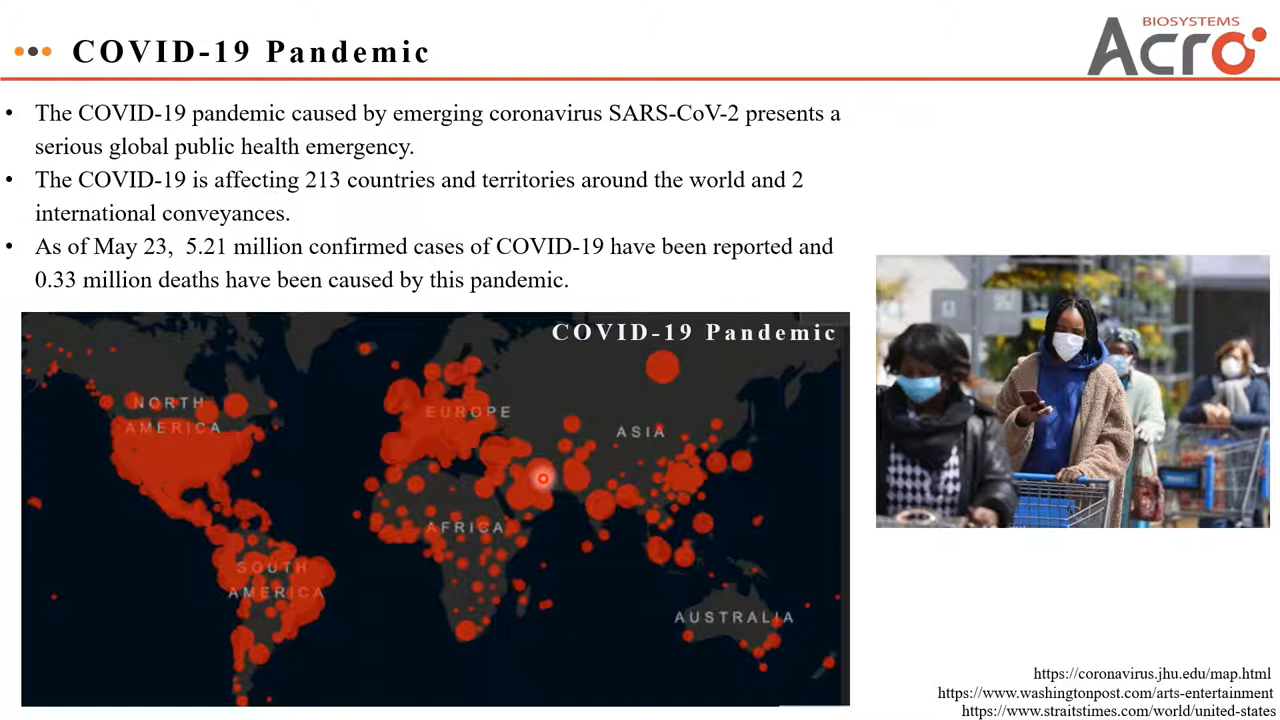 COVID-19 Pandemic
BIOSYSTEMS
Acro
• The COVID-19 pandemic caused by emerging coronavirus SARS-CoV-2 presents a
serious global public health emergency.
• The COVID-19 is affecting 213 countries and territories around the world and 2
international conveyances.
• As of May 23, 5.21 million confirmed cases of COVID-19 have been reported and
0.33 million deaths have been caused by this pandemic.
COVID-19 Pandemic
NORTH
AMERICA
EUROPE
ASIA
AFRICA
SOUTH
AMERICA
AUSTRALIA
https://coronavirus.jhu.edu/map.html
https://www.washingtonpost.com/arts-entertainment
https://www.straitstimes.com/world/united-states